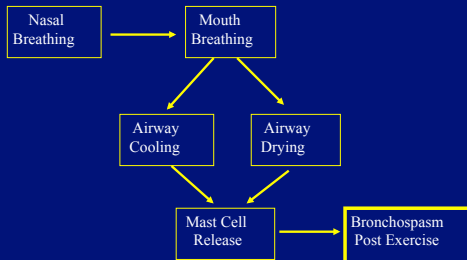 Nasal
Breathing
Mouth
Breathing
Airway
Cooling
Airway
Drying
Mast Cell
Release
Bronchospasm
Post Exercise